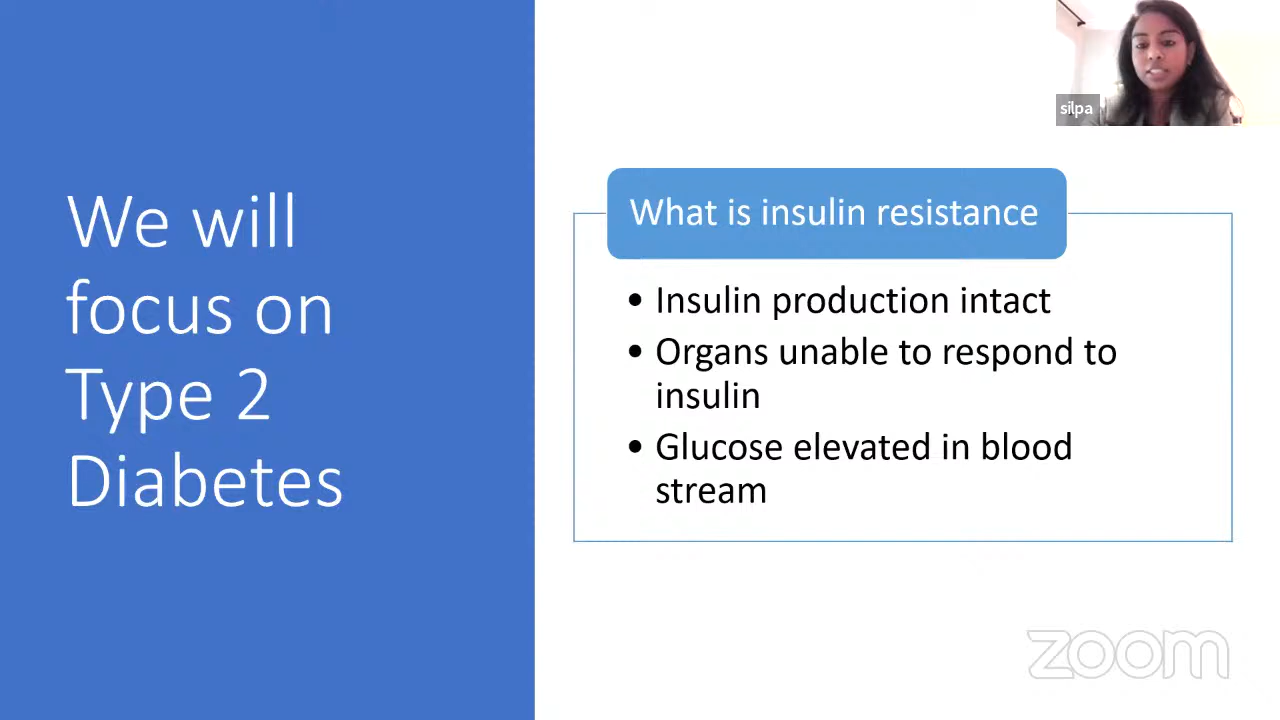 We will
focus on
Type 2
Diabetes
silpa
What is insulin resistance
• Insulin production intact
• Organs unable to respond to
insulin
• Glucose elevated in blood
stream
zoom